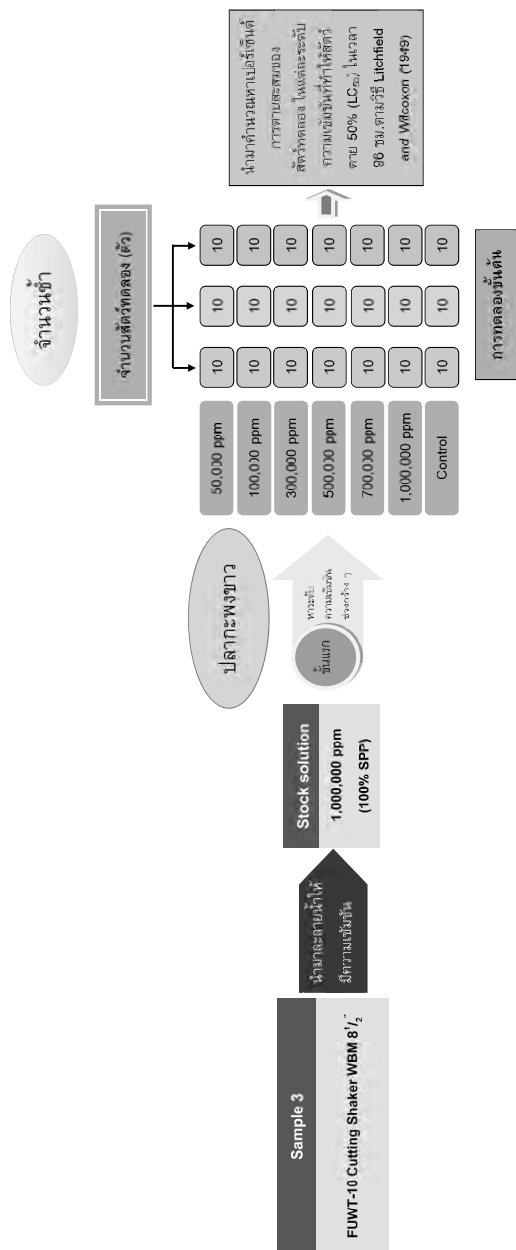 Sample 3
FUWT-10 Cutting Shaker WBM 8 1/2"
นำมาละลายน้ำให้
มีความเข้มข้น
Stock solution
1,000,000 ppm
(100% SPP)
ปลากะพงขาว
ขั้นแรก
หาระดับ
ความเข้มข้น
ช่วงกว้าง ๆ
จำนวนซ้ำ
จำนวนสัตว์ทดลอง (ตัว)
50,000 ppm 10 10 10
100,000 ppm 10 10 10
300,000 ppm 10 10 10
500,000 ppm 10 10 10
700,000 ppm 10 10 10
1,000,000 ppm 10 10 10
Control 10 10 10
การทดลองขั้นต้น
นำมาคำนวณหาเปอร์เซ็นต์
การตายสะสมของ
สัตว์ทดลอง ในแต่ละระดับ
ความเข้มข้นที่ทำให้สัตว์
ตาย 50% (LC50) ในเวลา
96 ชม.ตามวิธี Litchfield
and Wilcoxon (1949)